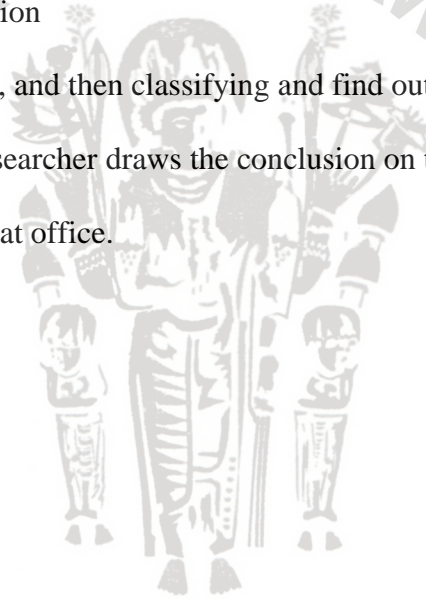 ion
, and then classifying and find out
searcher draws the conclusion on t
at office.